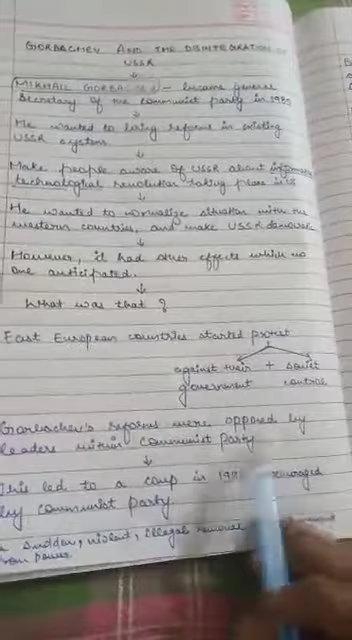 GORBACHEV AND THE DISINTEGRATION OF
USSR
MIKHAIL GORBACHEV - became general
Secretary of the communist party in 1985
He wanted to bring reforms in existing
USSR system
Make people aware of USSR about information
technological revolution taking place in
He wanted to normalize situation with the
western countries, and make USSR democra
However, it had other effects which no
one anticipated.
What was that ?
East European countries started protest
against their + soviet
government control
Gorbachev's reforms were opposed by
leaders within communist party
This led to a coup in encouraged
by communist party
a sudden, violent, illegal removal
from power